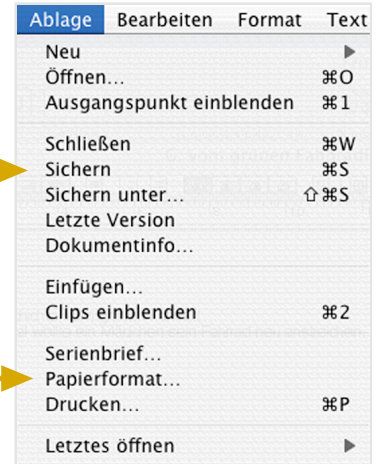 Ablage Bearbeiten Format Text
Neu
Öffnen... ⌘O
Ausgangspunkt einblenden ⌘1
Schließen ⌘W
Sichern ⌘S
Sichern unter... ⇧⌘S
Letzte Version
Dokumentinfo...
Einfügen...
Clips einblenden ⌘2
Serienbrief...
Papierformat...
Drucken... ⌘P
Letztes öffnen